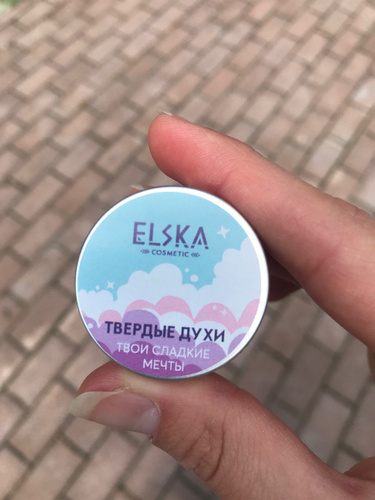 ELSKA
COSMETIC
ТВЕРДЫЕ ДУХИ
ТВОИ СЛАДКИЕ
МЕЧТЫ